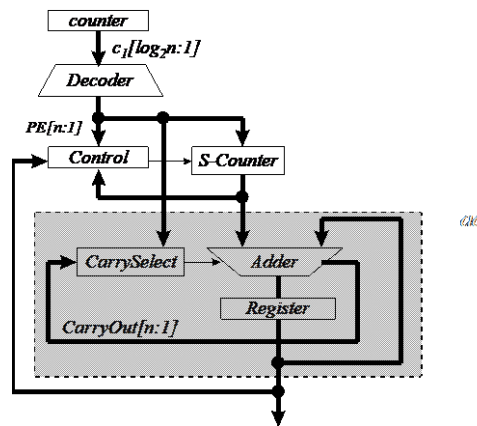 counter
c₁[log₂n:1]
Decoder
PE[n:1]
Control
S-Counter
CarrySelect
Adder
Register
CarryOut[n:1]